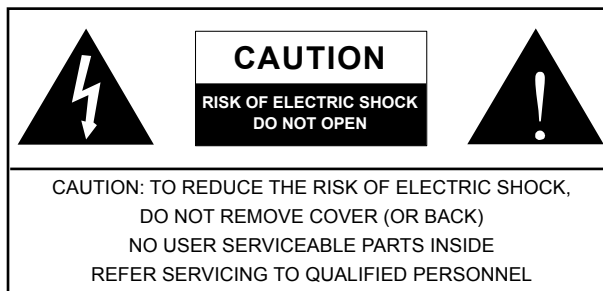 CAUTION
RISK OF ELECTRIC SHOCK
DO NOT OPEN
!
CAUTION: TO REDUCE THE RISK OF ELECTRIC SHOCK,
DO NOT REMOVE COVER (OR BACK)
NO USER SERVICEABLE PARTS INSIDE
REFER SERVICING TO QUALIFIED PERSONNEL